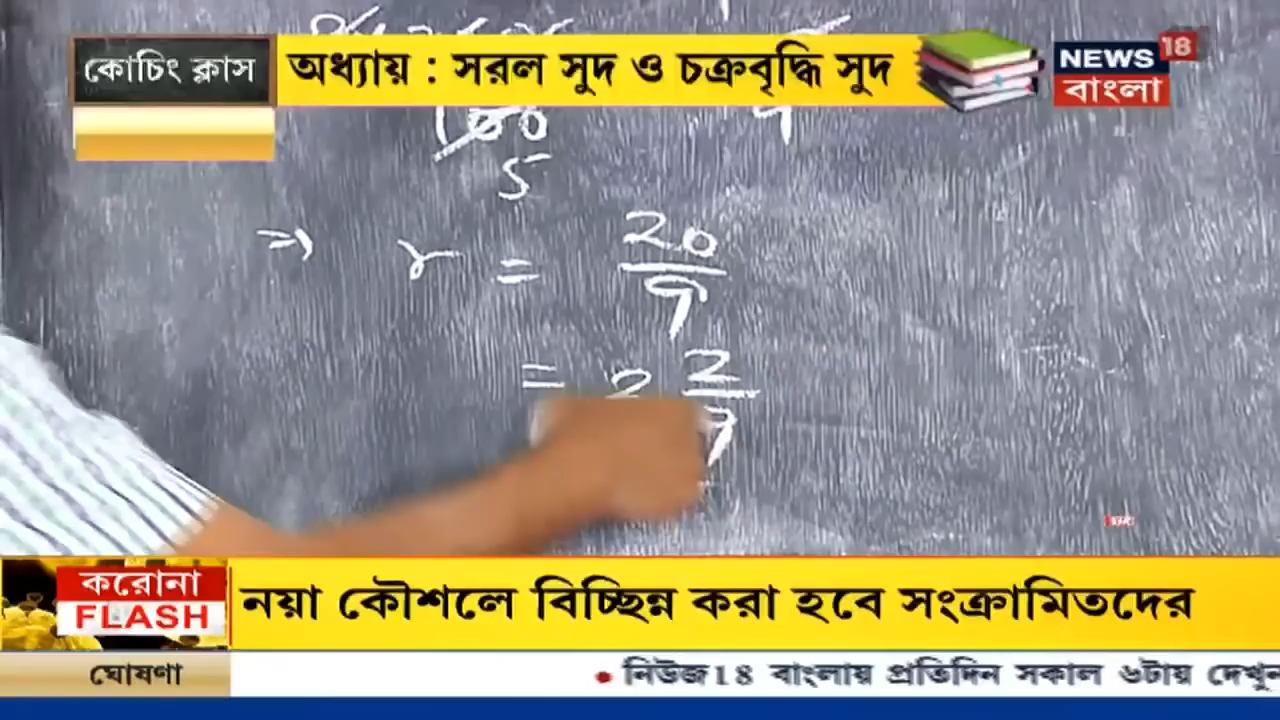 কোচিং ক্লাস
অধ্যায় : সরল সুদ ও চক্রবৃদ্ধি সুদ
NEWS 18
বাংলা
100
5
⇒ r = 20/9
= 2 2/9
করোনা
FLASH
নয়া কৌশলে বিচ্ছিন্ন করা হবে সংক্রামিতদের
ঘোষণা
• নিউজ18 বাংলায় প্রতিদিন সকাল ৬টায় দেখুন